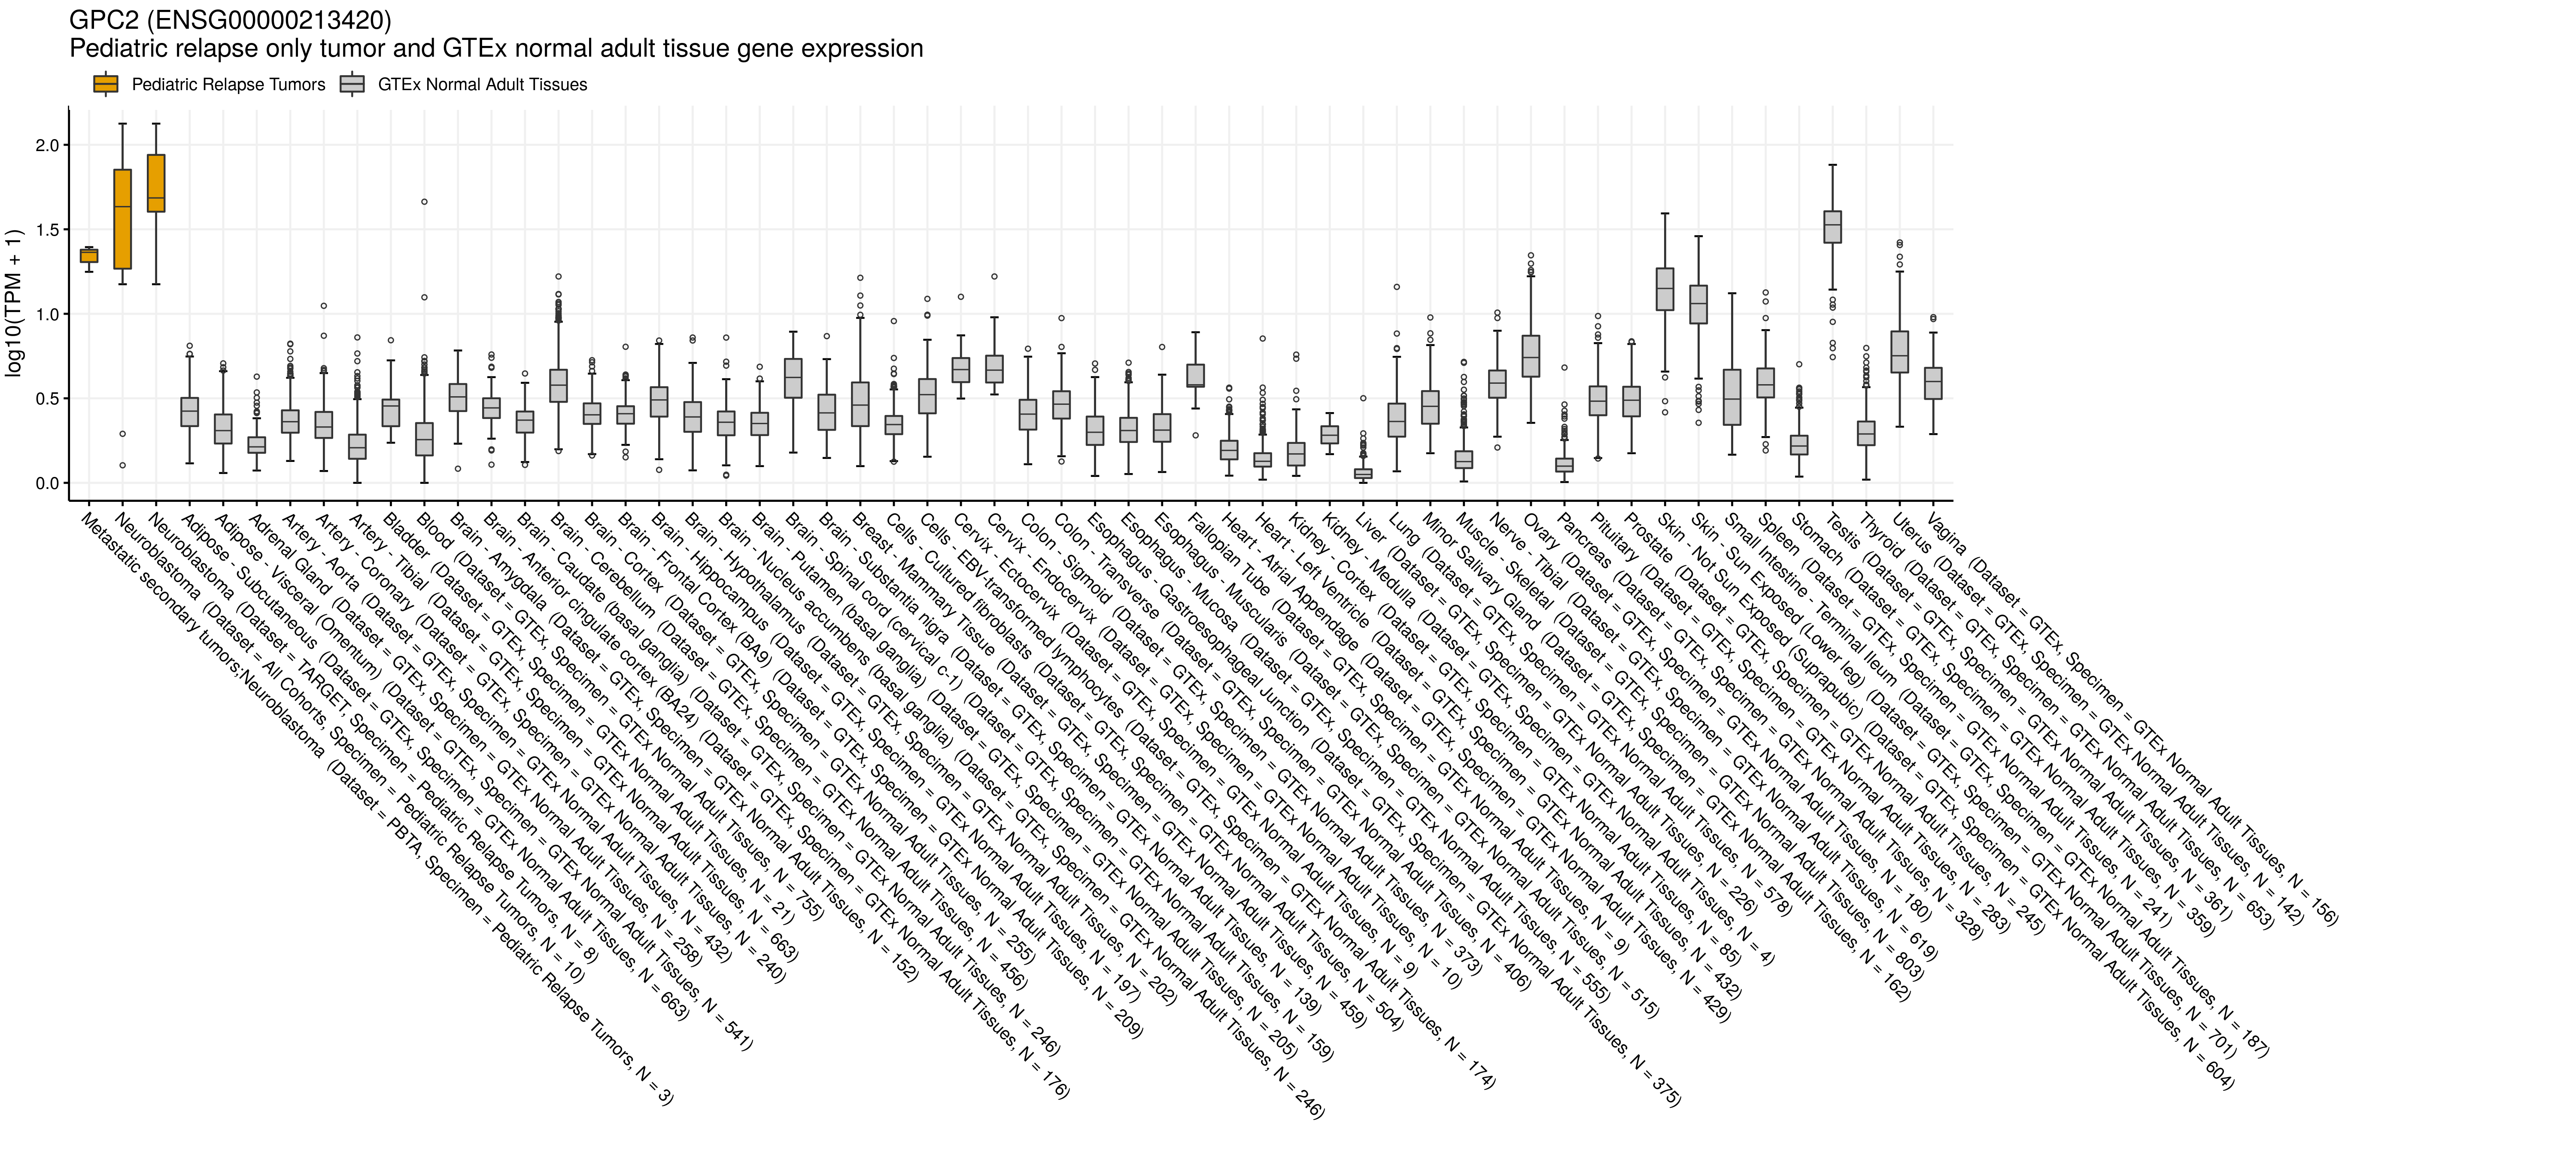 GPC2 (ENSG00000213420)
Pediatric relapse only tumor and GTEx normal adult tissue gene expression
Pediatric Relapse Tumors
GTEx Normal Adult Tissues
log10(TPM + 1)
2.0
1.5
1.0
0.5
0.0
Metastatic secondary tumors;Neuroblastoma (Dataset = PBTA, Specimen = Pediatric Relapse Tumors, N = 3)
Neuroblastoma (Dataset = All Cohorts, Specimen = Pediatric Relapse Tumors, N = 10)
Neuroblastoma (Dataset = TARGET, Specimen = Pediatric Relapse Tumors, N = 8)
Adipose - Subcutaneous (Dataset = GTEx, Specimen = GTEx Normal Adult Tissues, N = 663)
Adipose - Visceral (Omentum) (Dataset = GTEx, Specimen = GTEx Normal Adult Tissues, N = 541)
Adrenal Gland (Dataset = GTEx, Specimen = GTEx Normal Adult Tissues, N = 258)
Artery - Aorta (Dataset = GTEx, Specimen = GTEx Normal Adult Tissues, N = 432)
Artery - Coronary (Dataset = GTEx, Specimen = GTEx Normal Adult Tissues, N = 240)
Artery - Tibial (Dataset = GTEx, Specimen = GTEx Normal Adult Tissues, N = 663)
Bladder (Dataset = GTEx, Specimen = GTEx Normal Adult Tissues, N = 21)
Blood (Dataset = GTEx, Specimen = GTEx Normal Adult Tissues, N = 755)
Brain - Amygdala (Dataset = GTEx, Specimen = GTEx Normal Adult Tissues, N = 152)
Brain - Anterior cingulate cortex (BA24) (Dataset = GTEx, Specimen = GTEx Normal Adult Tissues, N = 176)
Brain - Caudate (basal ganglia) (Dataset = GTEx, Specimen = GTEx Normal Adult Tissues, N = 246)
Brain - Cerebellum (Dataset = GTEx, Specimen = GTEx Normal Adult Tissues, N = 456)
Brain - Cortex (Dataset = GTEx, Specimen = GTEx Normal Adult Tissues, N = 255)
Brain - Frontal Cortex (BA9) (Dataset = GTEx, Specimen = GTEx Normal Adult Tissues, N = 209)
Brain - Hippocampus (Dataset = GTEx, Specimen = GTEx Normal Adult Tissues, N = 197)
Brain - Hypothalamus (Dataset = GTEx, Specimen = GTEx Normal Adult Tissues, N = 202)
Brain - Nucleus accumbens (basal ganglia) (Dataset = GTEx, Specimen = GTEx Normal Adult Tissues, N = 246)
Brain - Putamen (basal ganglia) (Dataset = GTEx, Specimen = GTEx Normal Adult Tissues, N = 205)
Brain - Spinal cord (cervical c-1) (Dataset = GTEx, Specimen = GTEx Normal Adult Tissues, N = 159)
Brain - Substantia nigra (Dataset = GTEx, Specimen = GTEx Normal Adult Tissues, N = 139)
Breast - Mammary Tissue (Dataset = GTEx, Specimen = GTEx Normal Adult Tissues, N = 459)
Cells - Cultured fibroblasts (Dataset = GTEx, Specimen = GTEx Normal Adult Tissues, N = 504)
Cells - EBV-transformed lymphocytes (Dataset = GTEx, Specimen = GTEx Normal Adult Tissues, N = 174)
Cervix - Ectocervix (Dataset = GTEx, Specimen = GTEx Normal Adult Tissues, N = 9)
Cervix - Endocervix (Dataset = GTEx, Specimen = GTEx Normal Adult Tissues, N = 10)
Colon - Sigmoid (Dataset = GTEx, Specimen = GTEx Normal Adult Tissues, N = 373)
Colon - Transverse (Dataset = GTEx, Specimen = GTEx Normal Adult Tissues, N = 406)
Esophagus - Gastroesophageal Junction (Dataset = GTEx, Specimen = GTEx Normal Adult Tissues, N = 375)
Esophagus - Mucosa (Dataset = GTEx, Specimen = GTEx Normal Adult Tissues, N = 555)
Esophagus - Muscularis (Dataset = GTEx, Specimen = GTEx Normal Adult Tissues, N = 515)
Fallopian Tube (Dataset = GTEx, Specimen = GTEx Normal Adult Tissues, N = 9)
Heart - Atrial Appendage (Dataset = GTEx, Specimen = GTEx Normal Adult Tissues, N = 429)
Heart - Left Ventricle (Dataset = GTEx, Specimen = GTEx Normal Adult Tissues, N = 432)
Kidney - Cortex (Dataset = GTEx, Specimen = GTEx Normal Adult Tissues, N = 85)
Kidney - Medulla (Dataset = GTEx, Specimen = GTEx Normal Adult Tissues, N = 4)
Liver (Dataset = GTEx, Specimen = GTEx Normal Adult Tissues, N = 226)
Lung (Dataset = GTEx, Specimen = GTEx Normal Adult Tissues, N = 578)
Minor Salivary Gland (Dataset = GTEx, Specimen = GTEx Normal Adult Tissues, N = 162)
Muscle - Skeletal (Dataset = GTEx, Specimen = GTEx Normal Adult Tissues, N = 803)
Nerve - Tibial (Dataset = GTEx, Specimen = GTEx Normal Adult Tissues, N = 619)
Ovary (Dataset = GTEx, Specimen = GTEx Normal Adult Tissues, N = 180)
Pancreas (Dataset = GTEx, Specimen = GTEx Normal Adult Tissues, N = 328)
Pituitary (Dataset = GTEx, Specimen = GTEx Normal Adult Tissues, N = 283)
Prostate (Dataset = GTEx, Specimen = GTEx Normal Adult Tissues, N = 245)
Skin - Not Sun Exposed (Suprapubic) (Dataset = GTEx, Specimen = GTEx Normal Adult Tissues, N = 604)
Skin - Sun Exposed (Lower leg) (Dataset = GTEx, Specimen = GTEx Normal Adult Tissues, N = 701)
Small Intestine - Terminal Ileum (Dataset = GTEx, Specimen = GTEx Normal Adult Tissues, N = 187)
Spleen (Dataset = GTEx, Specimen = GTEx Normal Adult Tissues, N = 241)
Stomach (Dataset = GTEx, Specimen = GTEx Normal Adult Tissues, N = 359)
Testis (Dataset = GTEx, Specimen = GTEx Normal Adult Tissues, N = 361)
Thyroid (Dataset = GTEx, Specimen = GTEx Normal Adult Tissues, N = 653)
Uterus (Dataset = GTEx, Specimen = GTEx Normal Adult Tissues, N = 142)
Vagina (Dataset = GTEx, Specimen = GTEx Normal Adult Tissues, N = 156)